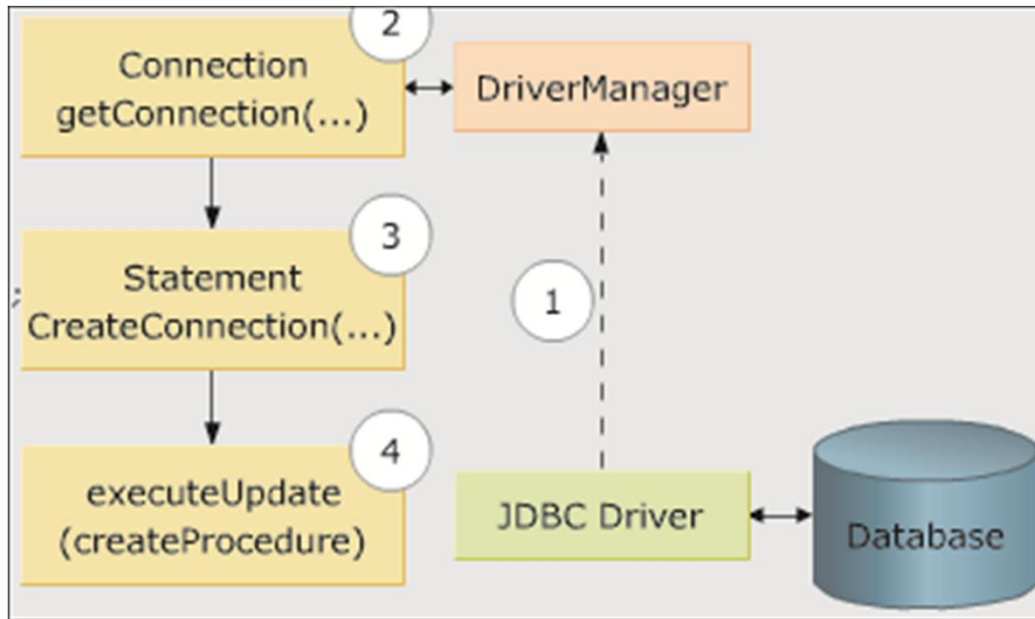 2
Connection
getConnection(...)
DriverManager
3
Statement
CreateConnection(...)
1
4
executeUpdate
(createProcedure)
JDBC Driver
Database